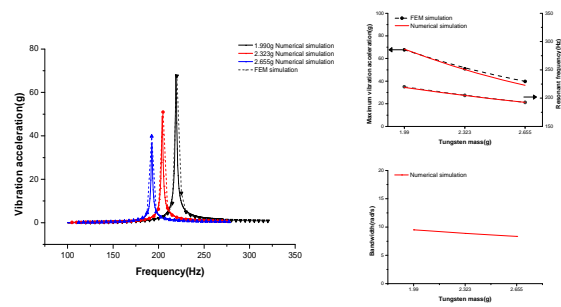 80
60
40
20
0
100
150
200
250
300
350
Vibration acceleration(g)
Frequency(Hz)
1.990g Numerical simulation
2.323g Numerical simulation
2.655g Numerical simulation
FEM simulation
100
80
60
40
20
0
Maximum vibration acceleration(g)
FEM simulation
Numerical simulation
350
300
250
200
150
Resonant frequency(Hz)
1.99
2.323
2.655
Tungsten mass(g)
20
15
10
5
0
Bandwidth(rad/s)
Numerical simulation
1.99
2.323
2.655
Tungsten mass(g)